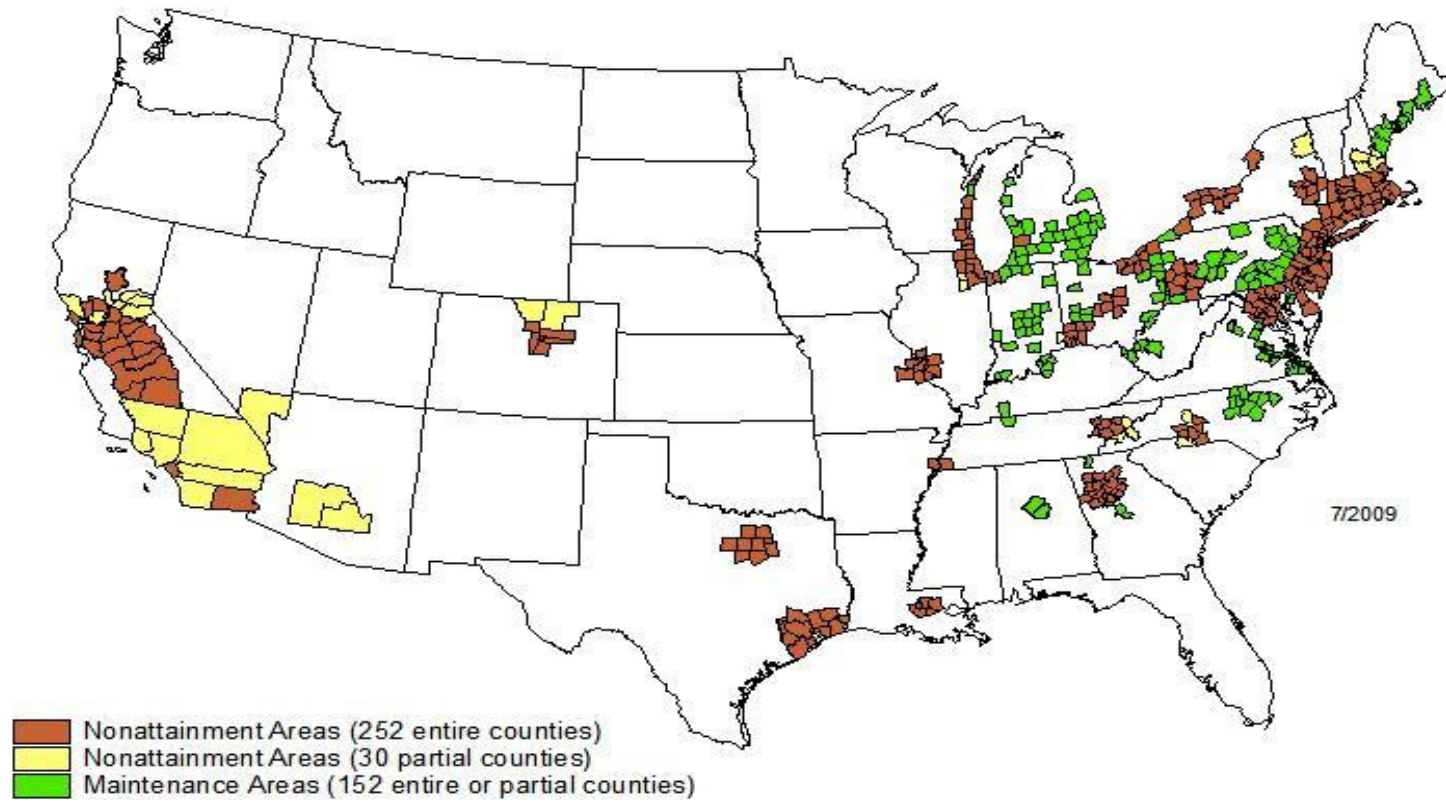 7/2009
Nonattainment Areas (252 entire counties)
Nonattainment Areas (30 partial counties)
Maintenance Areas (152 entire or partial counties)